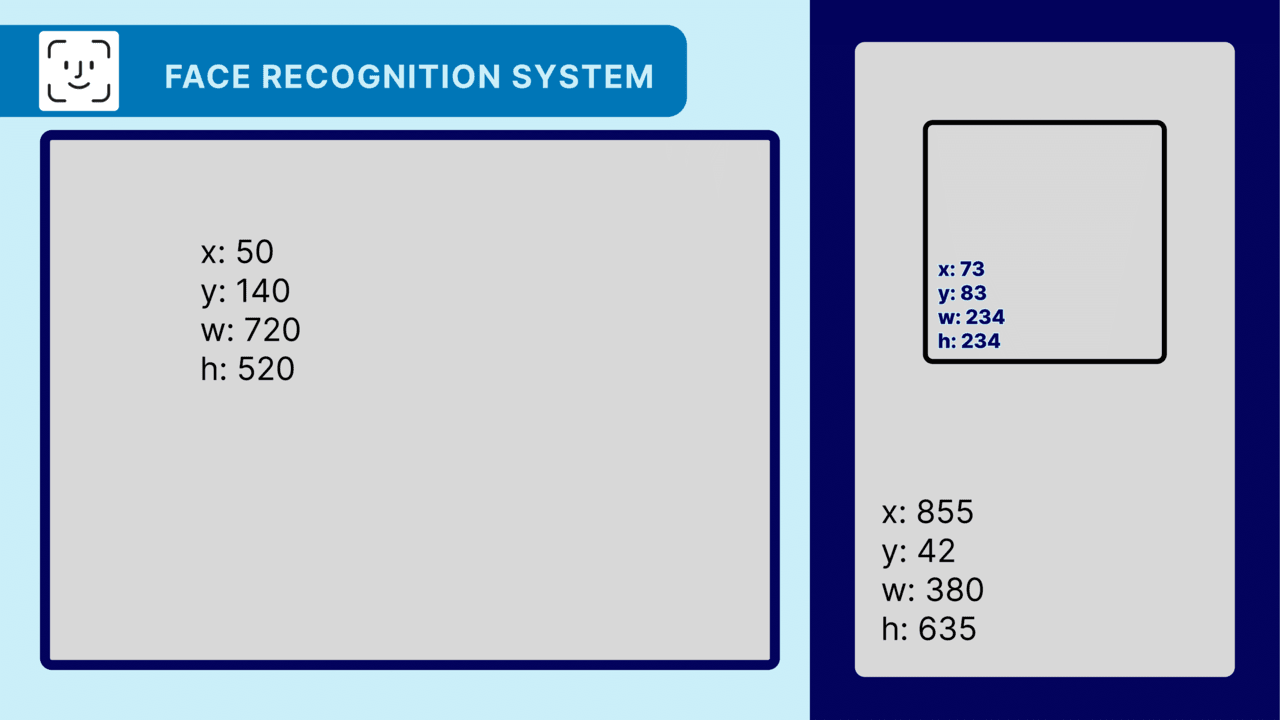 FACE RECOGNITION SYSTEM
x: 50
y: 140
w: 720
h: 520
x: 73
y: 83
w: 234
h: 234
x: 855
y: 42
w: 380
h: 635